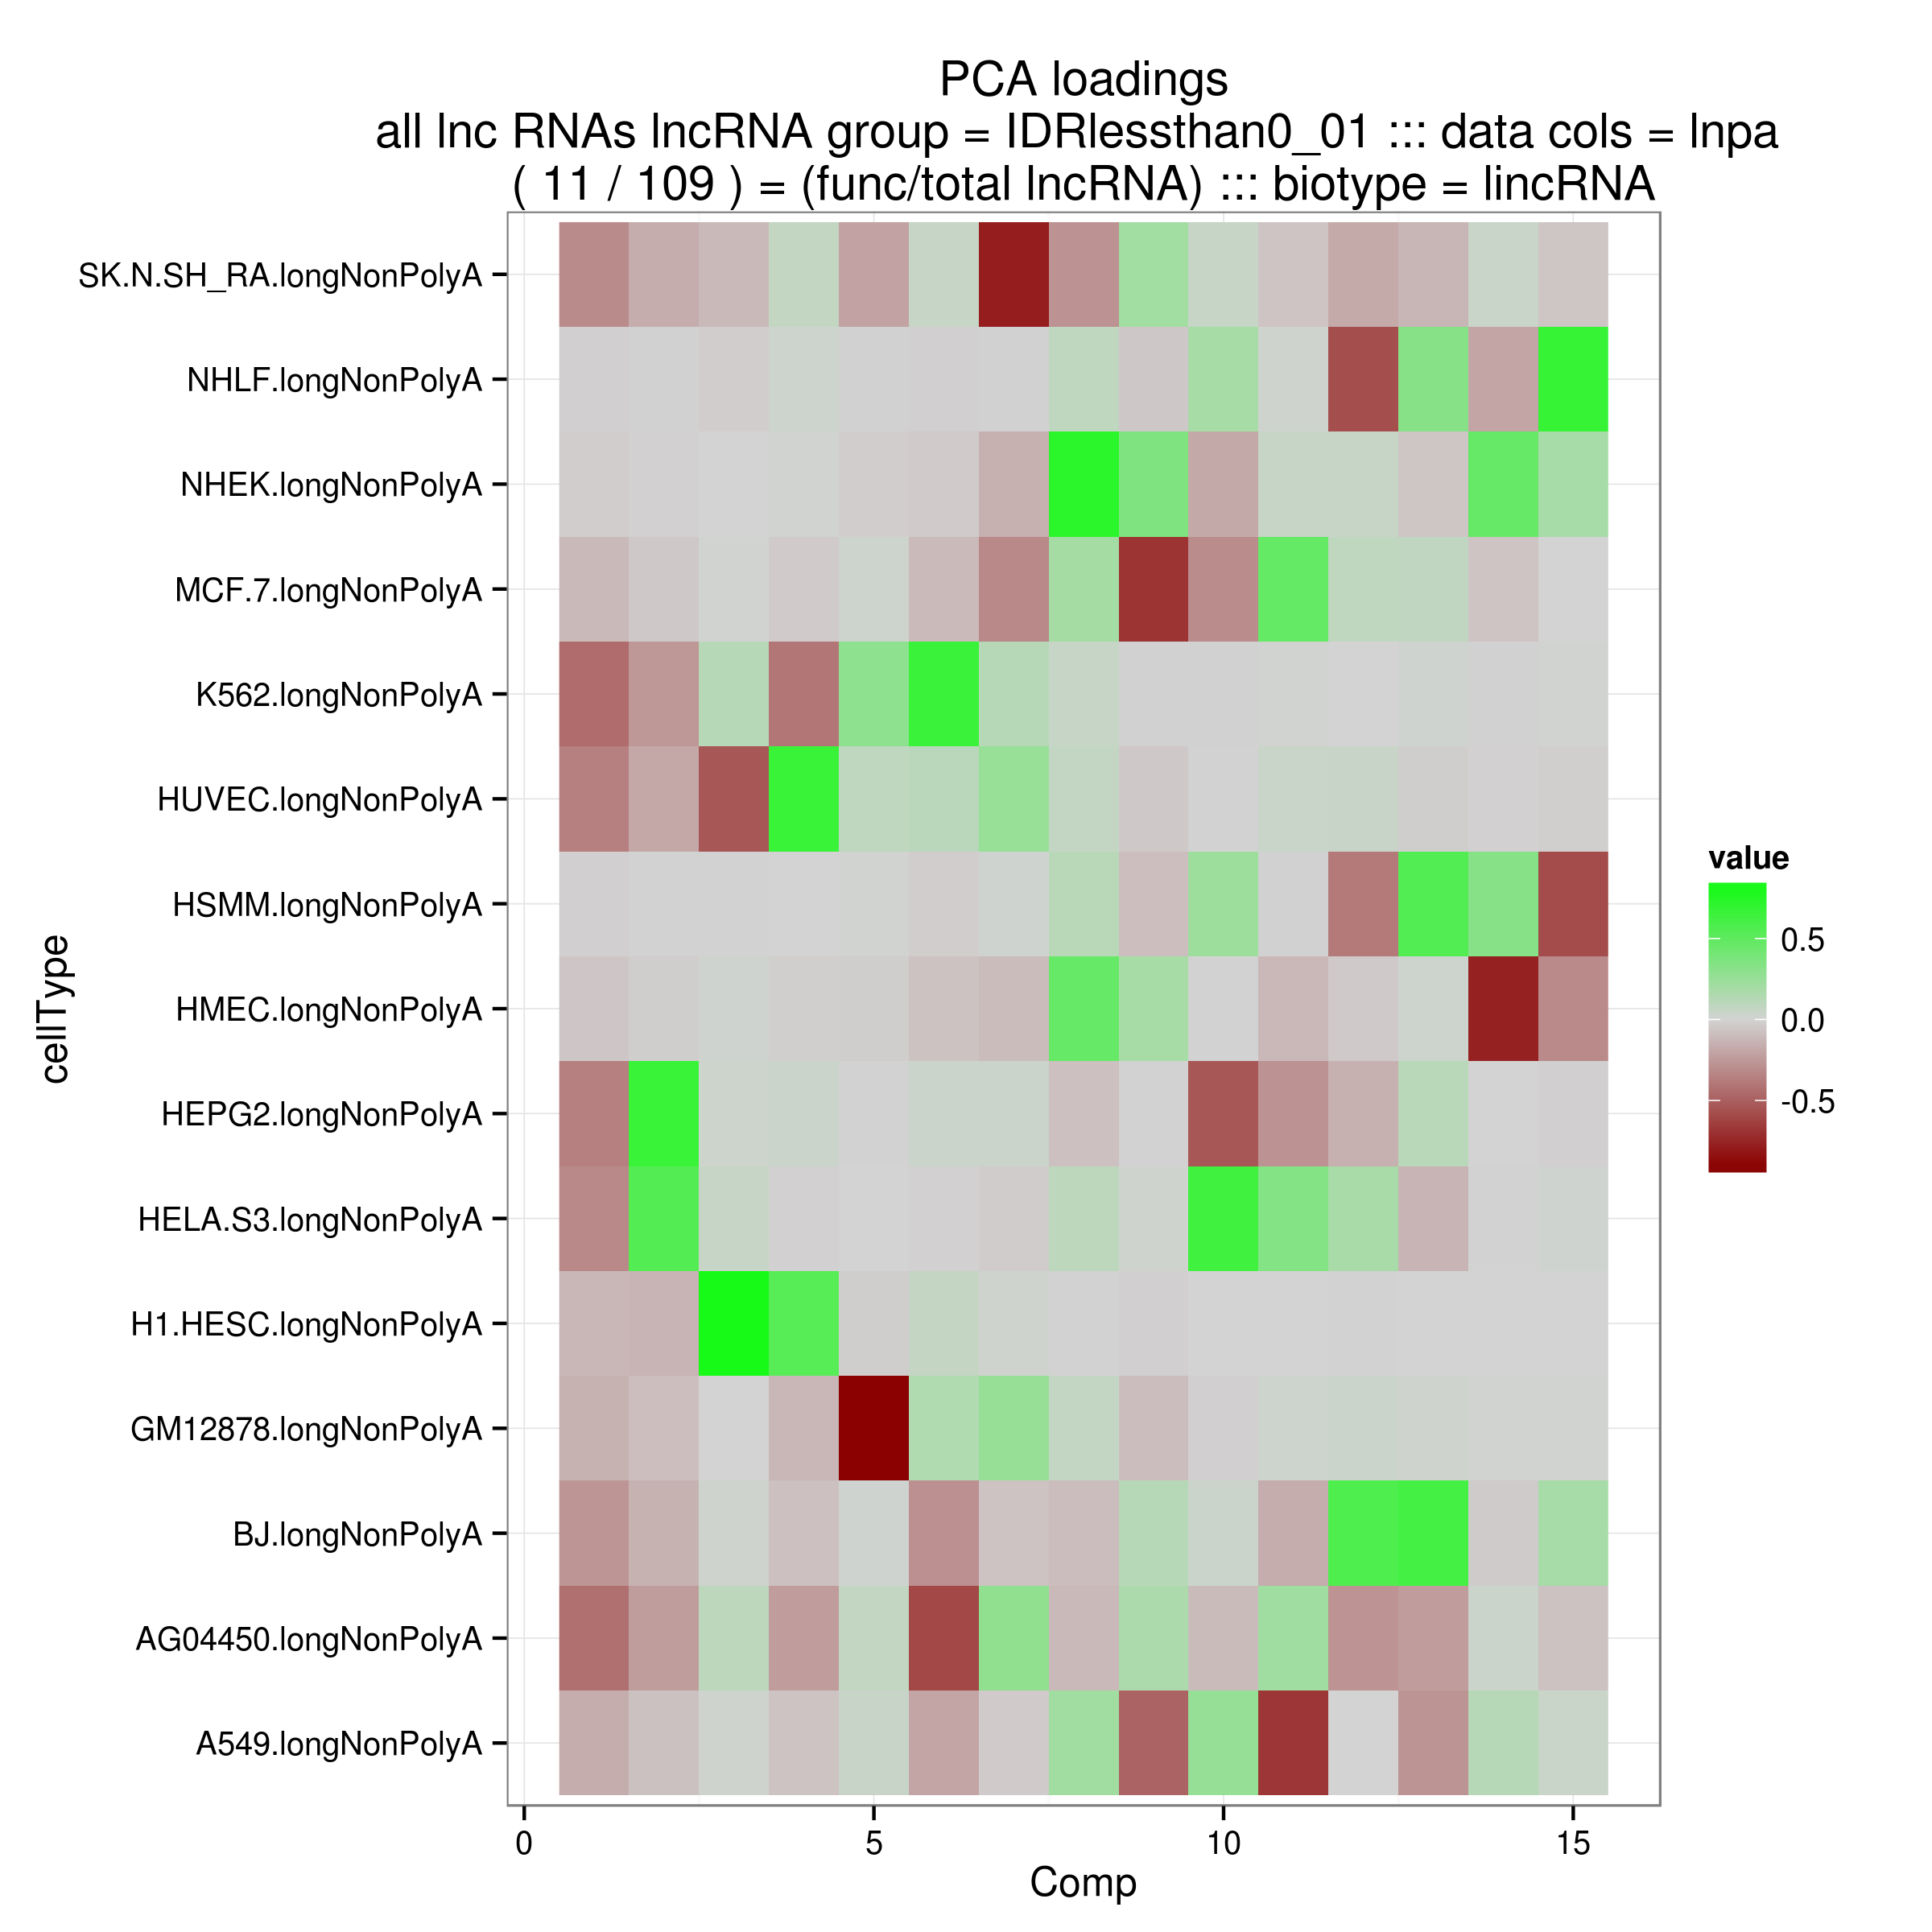 PCA loadings
all lnc RNAs lncRNA group = IDRlessthan0_01 ::: data cols = lnpa
( 11 / 109 ) = (func/total lncRNA) ::: biotype = lincRNA
SK.N.SH_RA.longNonPolyA
NHLF.longNonPolyA
NHEK.longNonPolyA
MCF.7.longNonPolyA
K562.longNonPolyA
HUVEC.longNonPolyA
HSMM.longNonPolyA
HMEC.longNonPolyA
HEPG2.longNonPolyA
HELA.S3.longNonPolyA
H1.HESC.longNonPolyA
GM12878.longNonPolyA
BJ.longNonPolyA
AG04450.longNonPolyA
A549.longNonPolyA
cellType
0 5 10 15
Comp
value
0.5
0.0
-0.5